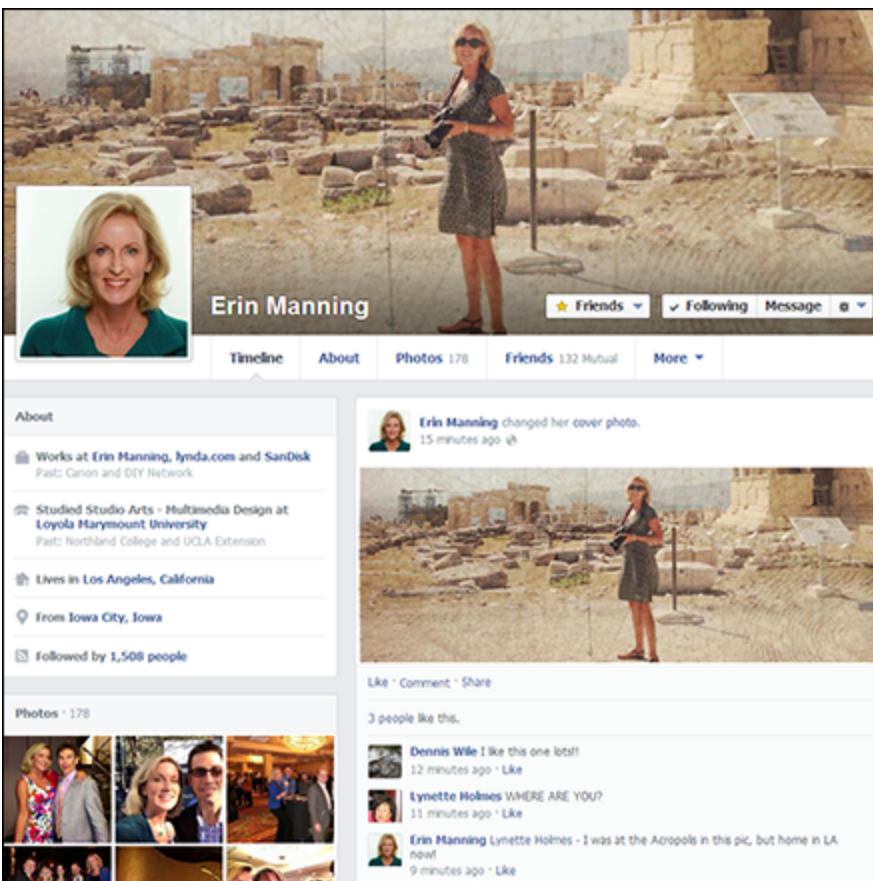 Erin Manning
Friends
Following
Message
Timeline
About
Photos 178
Friends 132 Mutual
More
About
Works at Erin Manning, lynda.com and SanDisk
Past: Canon and DIY Network
Studied Studio Arts - Multimedia Design at
Loyola Marymount University
Past: Northland College and UCLA Extension
Lives in Los Angeles, California
From Iowa City, Iowa
Followed by 1,508 people
Photos · 178
Erin Manning changed her cover photo.
15 minutes ago
Like · Comment · Share
3 people like this.
Dennis Wile I like this one lots!!
12 minutes ago · Like
Lynette Holmes WHERE ARE YOU?
11 minutes ago · Like
Erin Manning Lynette Holmes - I was at the Acropolis in this pic, but home in LA
now!
9 minutes ago · Like